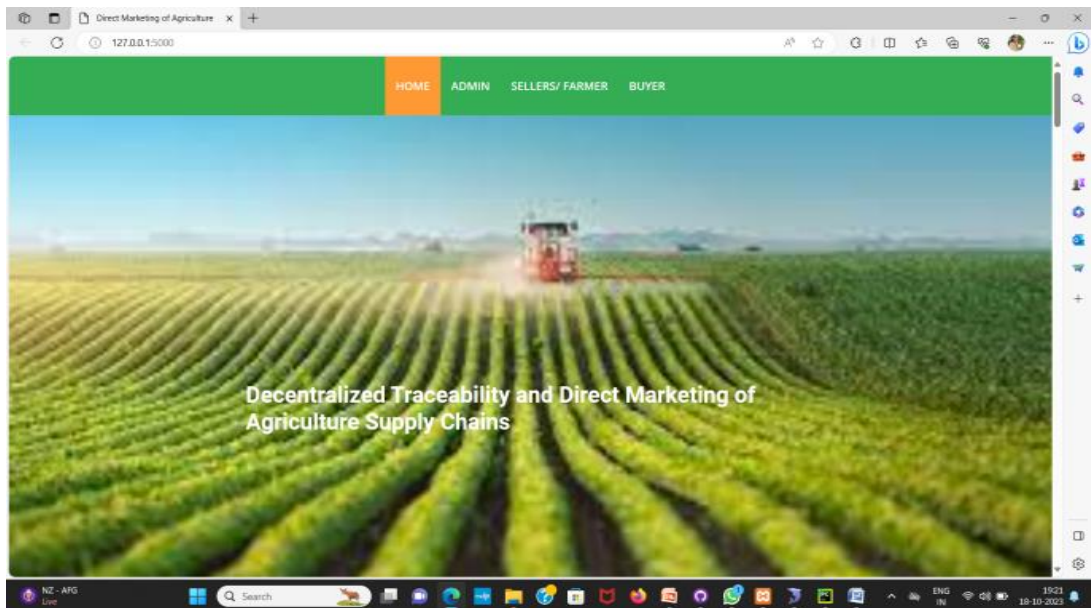 Direct Marketing of Agriculture
127.0.0.1:5000
HOME ADMIN SELLERS/ FARMER BUYER
Decentralized Traceability and Direct Marketing of
Agriculture Supply Chains
NZ - AFG
Live
Search
ENG
IN
19:21
18-10-2023